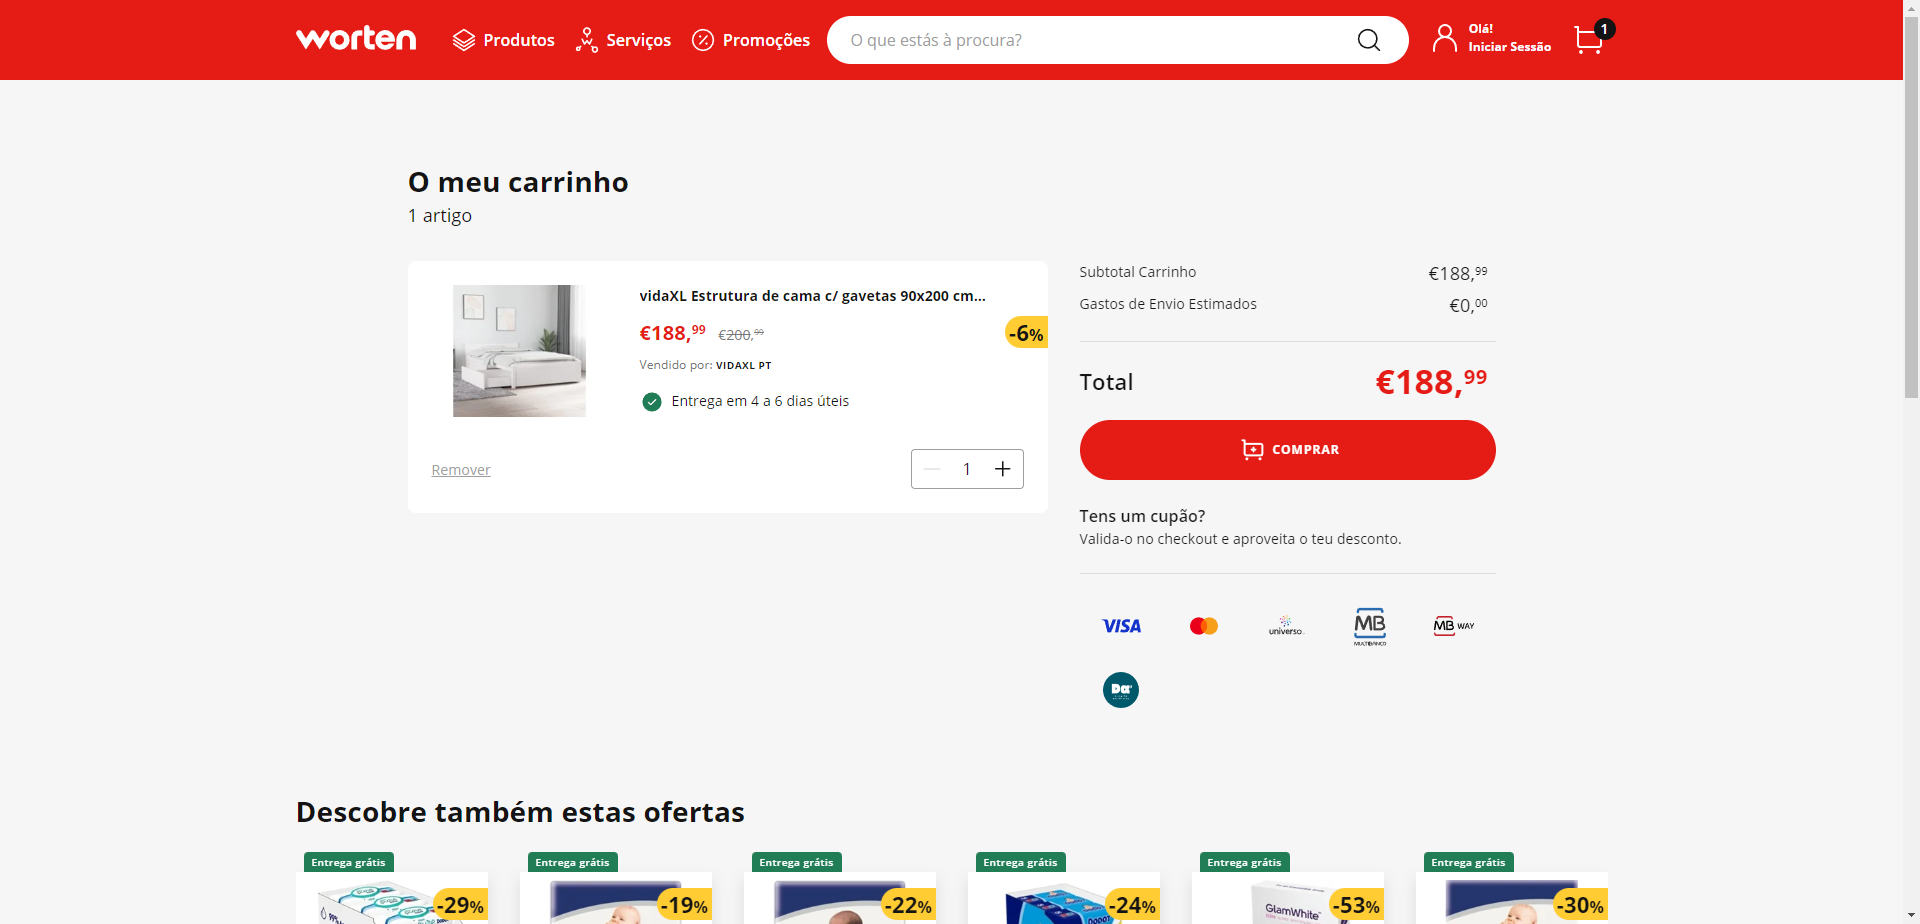 worten
Produtos
Serviços
Promoções
O que estás à procura?
Olá!
Iniciar Sessão
1
O meu carrinho
1 artigo
vidaXL Estrutura de cama c/ gavetas 90x200 cm...
€188,99 €200,99
-6%
Vendido por: VIDAXL PT
Entrega em 4 a 6 dias úteis
Remover
1
Subtotal Carrinho €188,99
Gastos de Envio Estimados €0,00
Total €188,99
COMPRAR
Tens um cupão?
Valida-o no checkout e aproveita o teu desconto.
VISA
universo
MB
MULTIBANCO
MB WAY
Da
Descobre também estas ofertas
Entrega grátis
-29%
Entrega grátis
-19%
Entrega grátis
-22%
Entrega grátis
-24%
Entrega grátis
GlamWhite
-53%
Entrega grátis
-30%